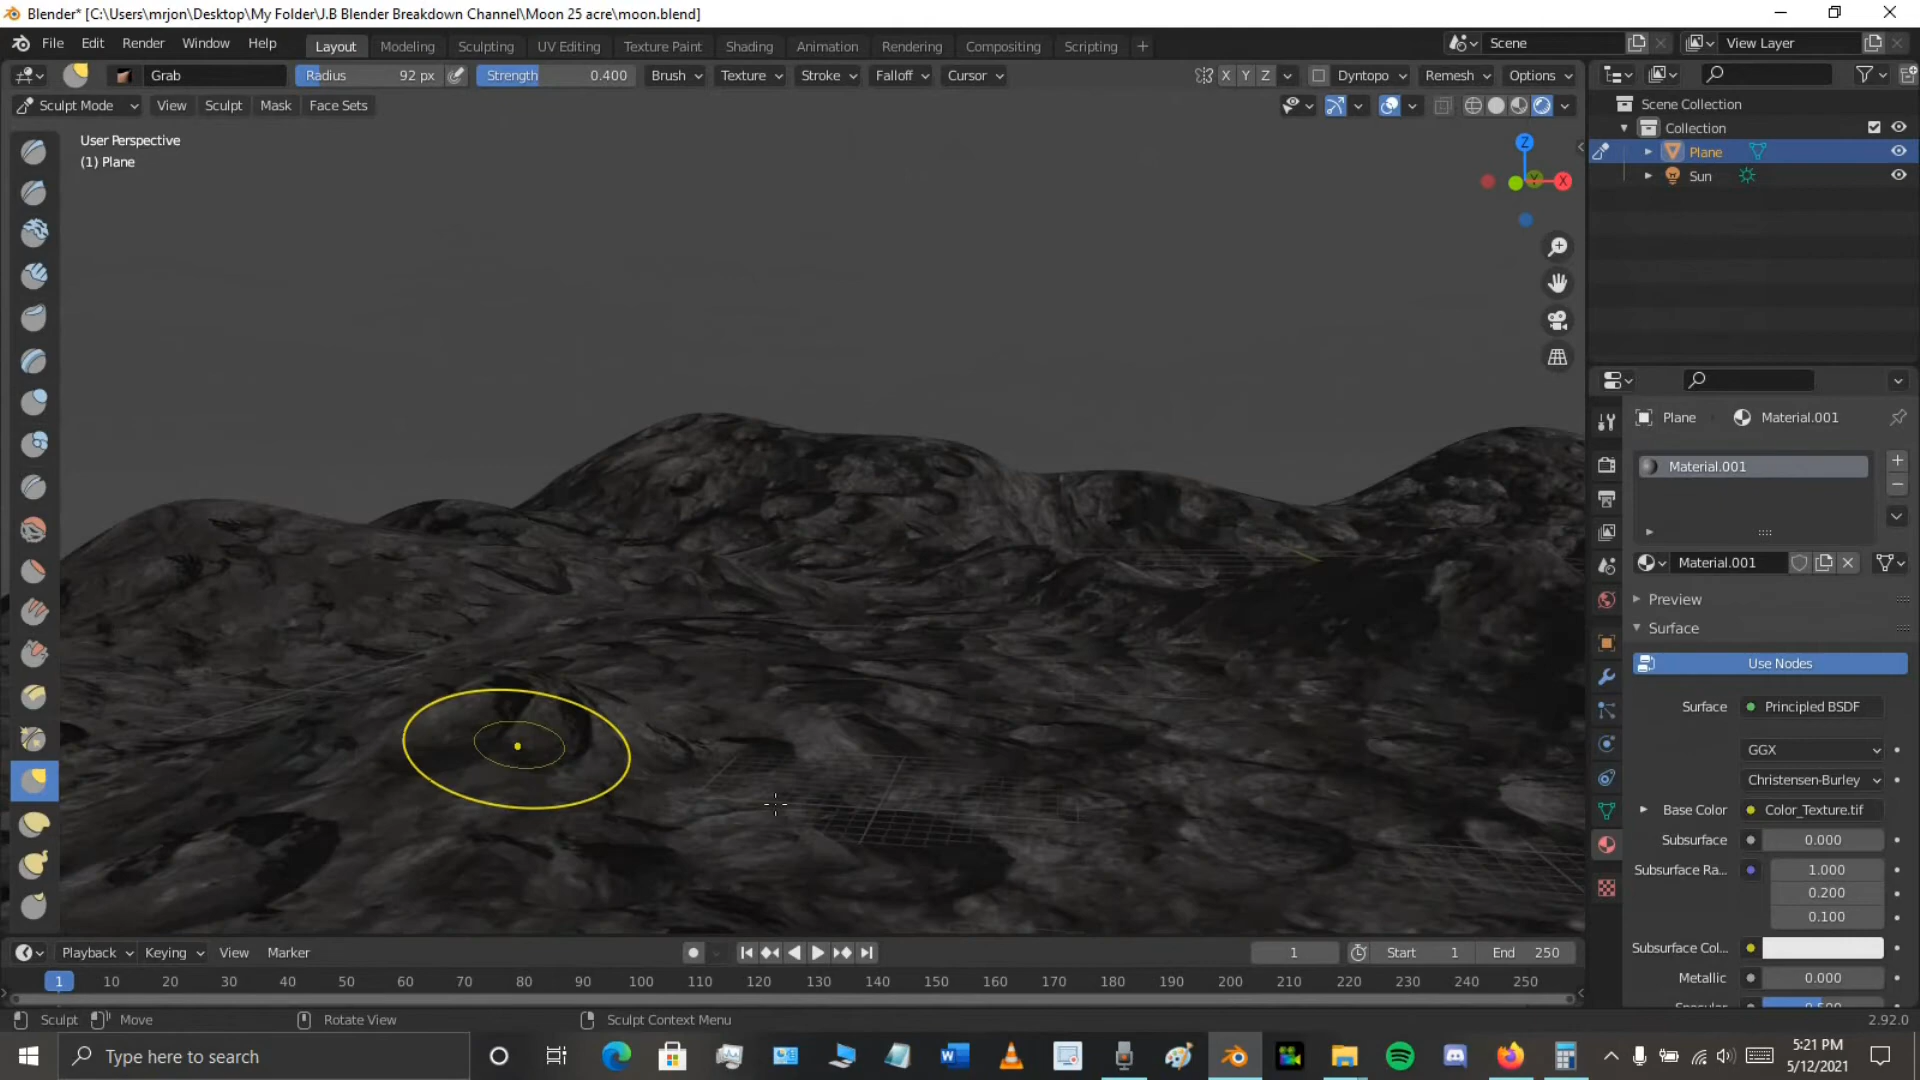 Blender* [C:\Users\mrjon\Desktop\My Folder\J.B Blender Breakdown Channel\Moon 25 acre\moon.blend]
File Edit Render Window Help Layout Modeling Sculpting UV Editing Texture Paint Shading Animation Rendering Compositing Scripting + Scene View Layer
Grab Radius 92 px Strength 0.400 Brush Texture Stroke Falloff Cursor X Y Z Dyntopo Remesh Options
Sculpt Mode View Sculpt Mask Face Sets
Scene Collection
Collection
Plane
Sun
User Perspective
(1) Plane
Z
Y X
Plane Material.001
Material.001
Material.001
Preview
Surface
Use Nodes
Surface Principled BSDF
GGX
Christensen-Burley
Base Color Color_Texture.tif
Subsurface 0.000
Subsurface Ra... 1.000
0.200
0.100
Subsurface Col...
Metallic 0.000
Playback Keying View Marker 1 Start 1 End 250
1 10 20 30 40 50 60 70 80 90 100 110 120 130 140 150 160 170 180 190 200 210 220 230 240 250
Sculpt Move Rotate View Sculpt Context Menu 2.92.0
Type here to search
5:21 PM
5/12/2021